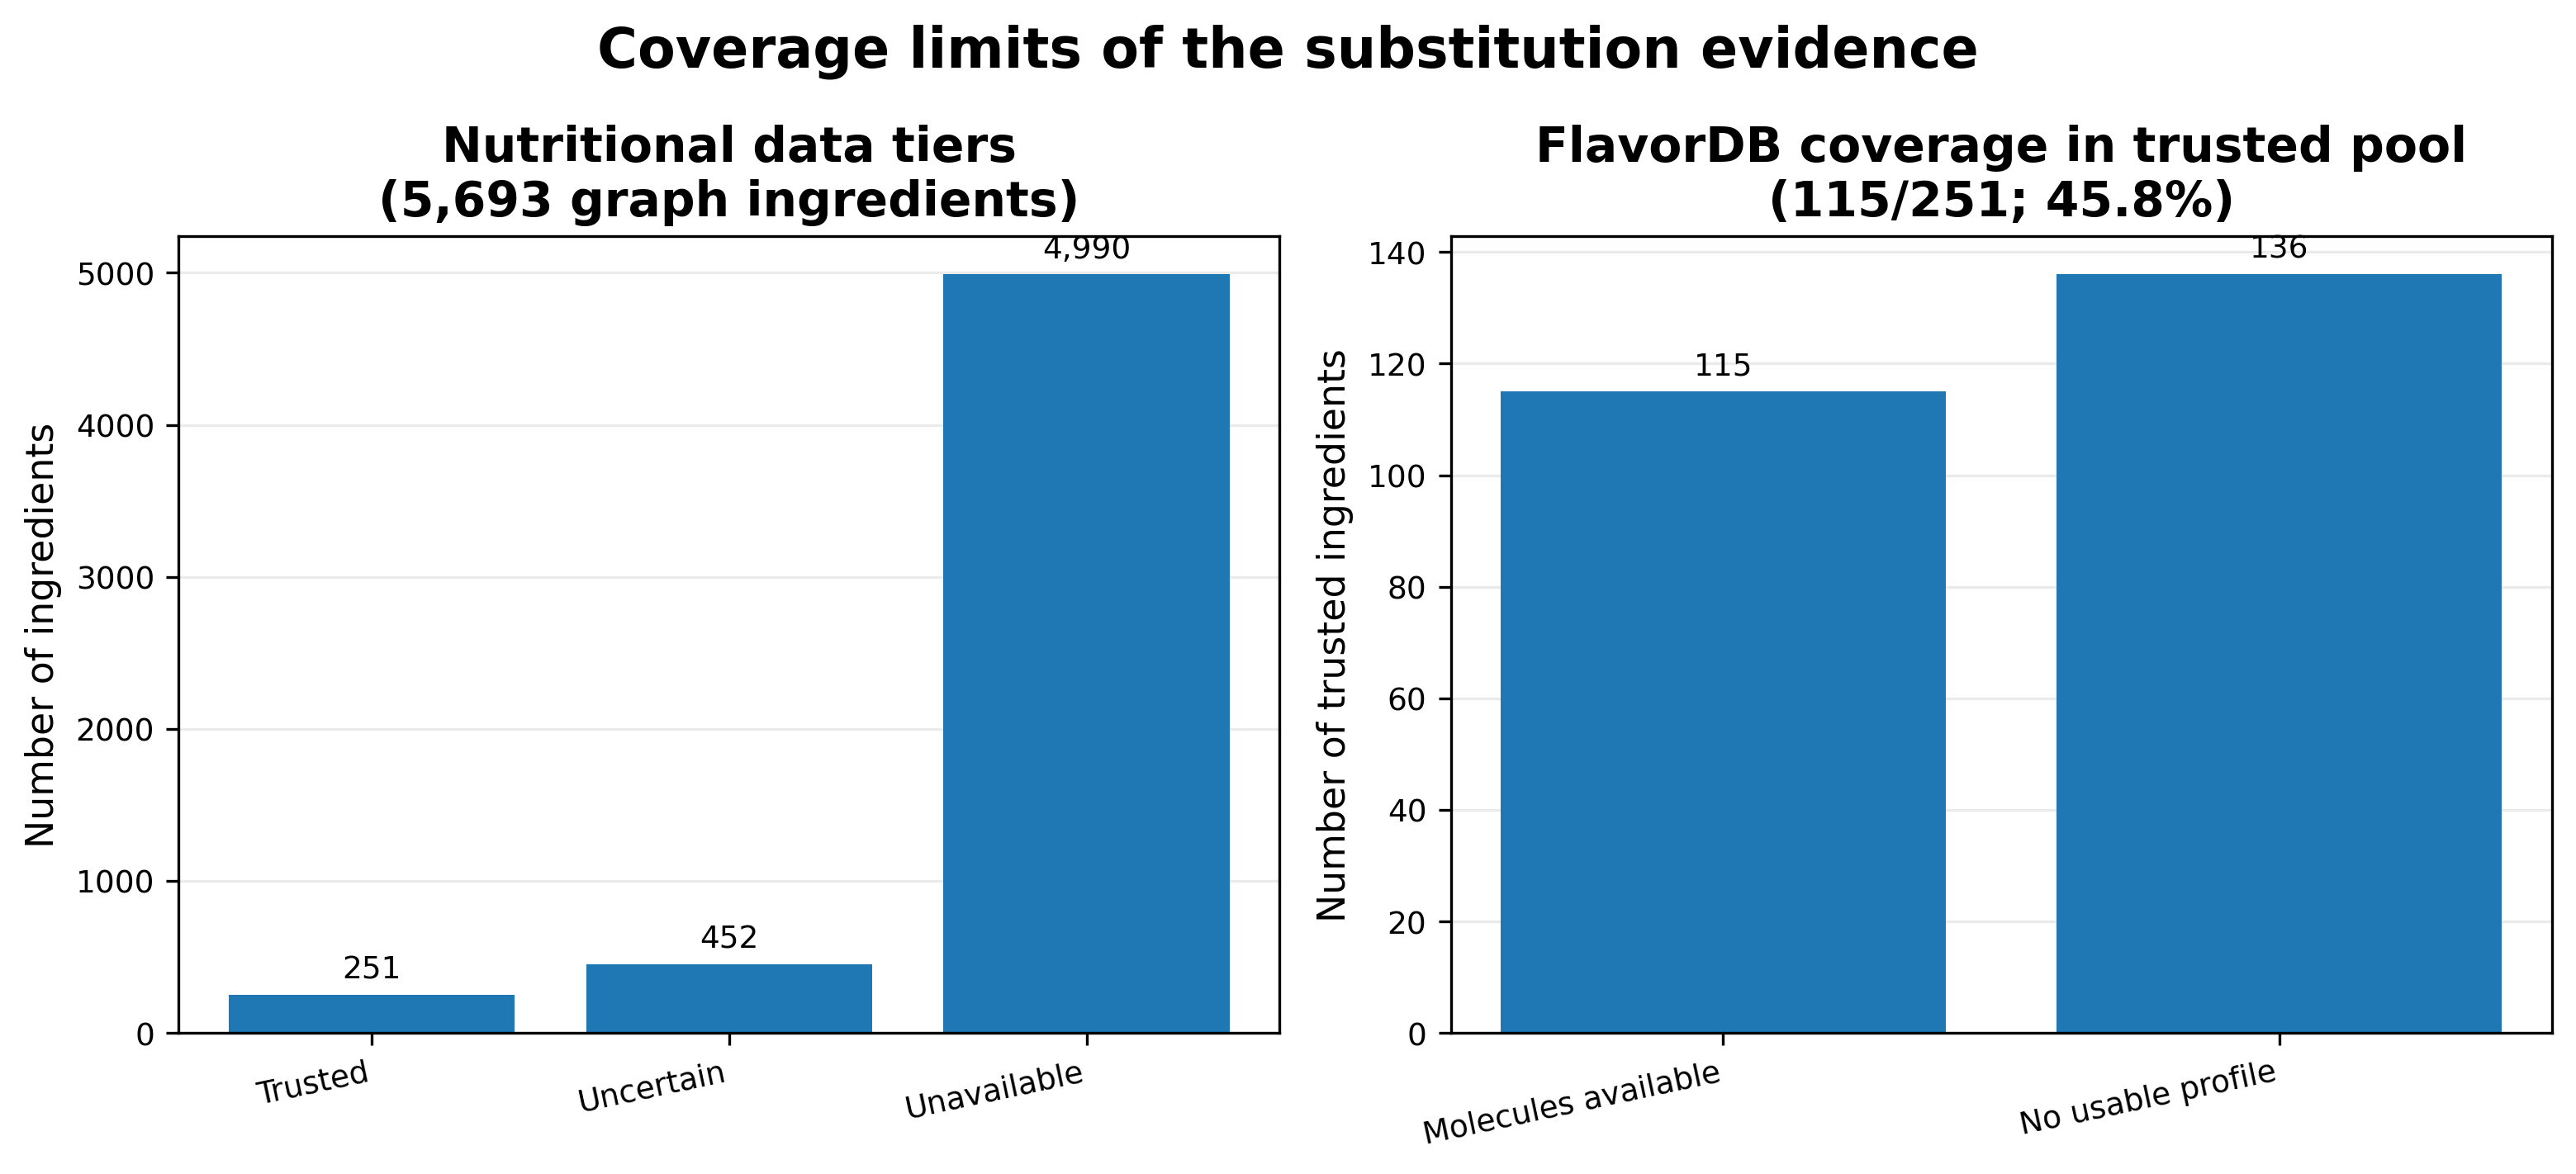 Coverage limits of the substitution evidence
Nutritional data tiers
(5,693 graph ingredients)
Number of ingredients
5000
4000
3000
2000
1000
0
251
452
4,990
Trusted
Uncertain
Unavailable
FlavorDB coverage in trusted pool
(115/251; 45.8%)
Number of trusted ingredients
140
120
100
80
60
40
20
0
115
136
Molecules available
No usable profile